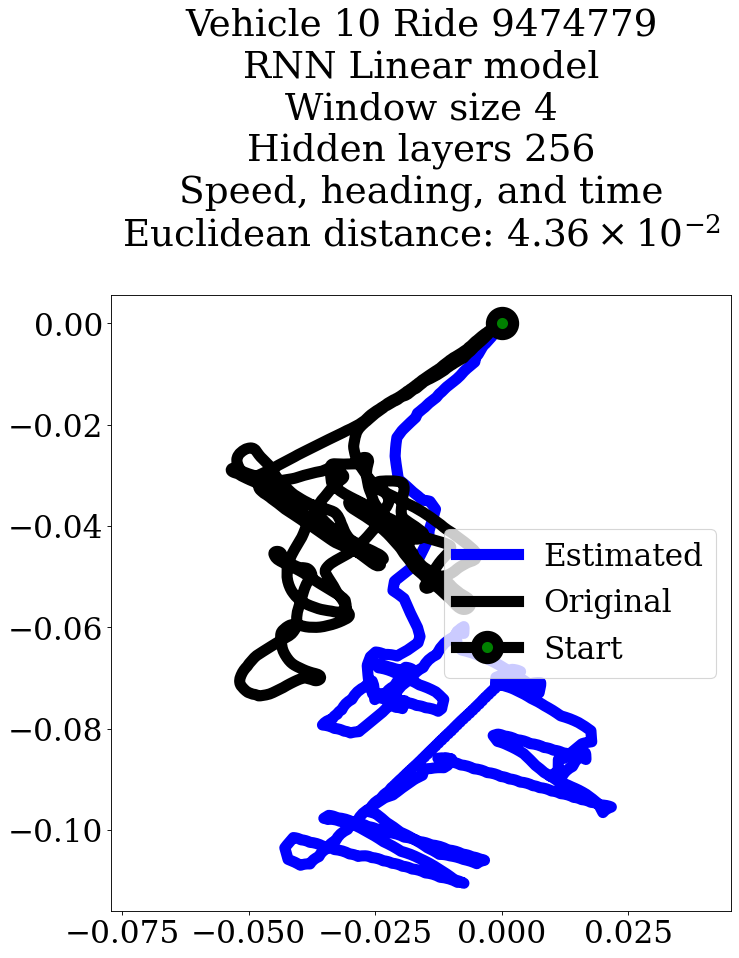 Vehicle 10 Ride 9474779
RNN Linear model
Window size 4
Hidden layers 256
Speed, heading, and time
Euclidean distance: 4.36 × 10⁻²
0.00
−0.02
−0.04
−0.06
−0.08
−0.10
Estimated
Original
Start
−0.075 −0.050 −0.025 0.000 0.025